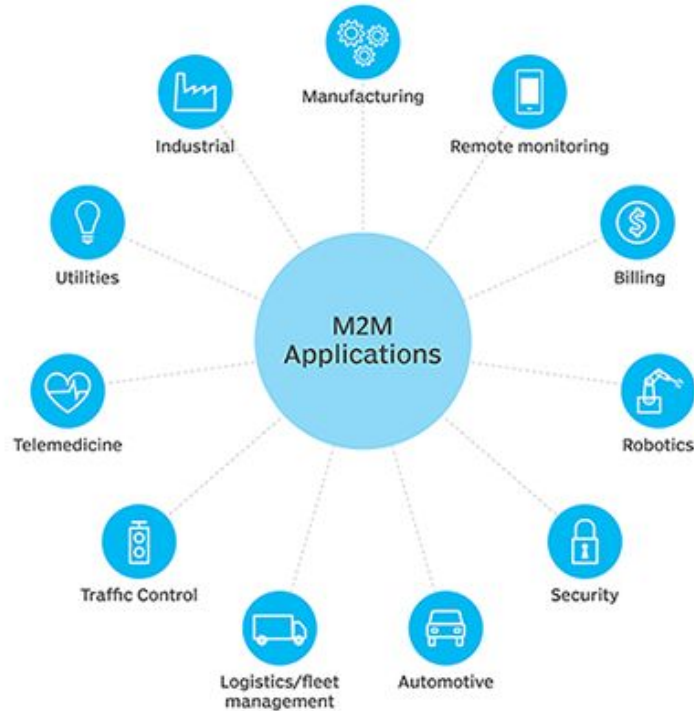 Manufacturing
Industrial
Remote monitoring
Utilities
Billing
M2M
Applications
Telemedicine
Robotics
Traffic Control
Security
Logistics/fleet
management
Automotive